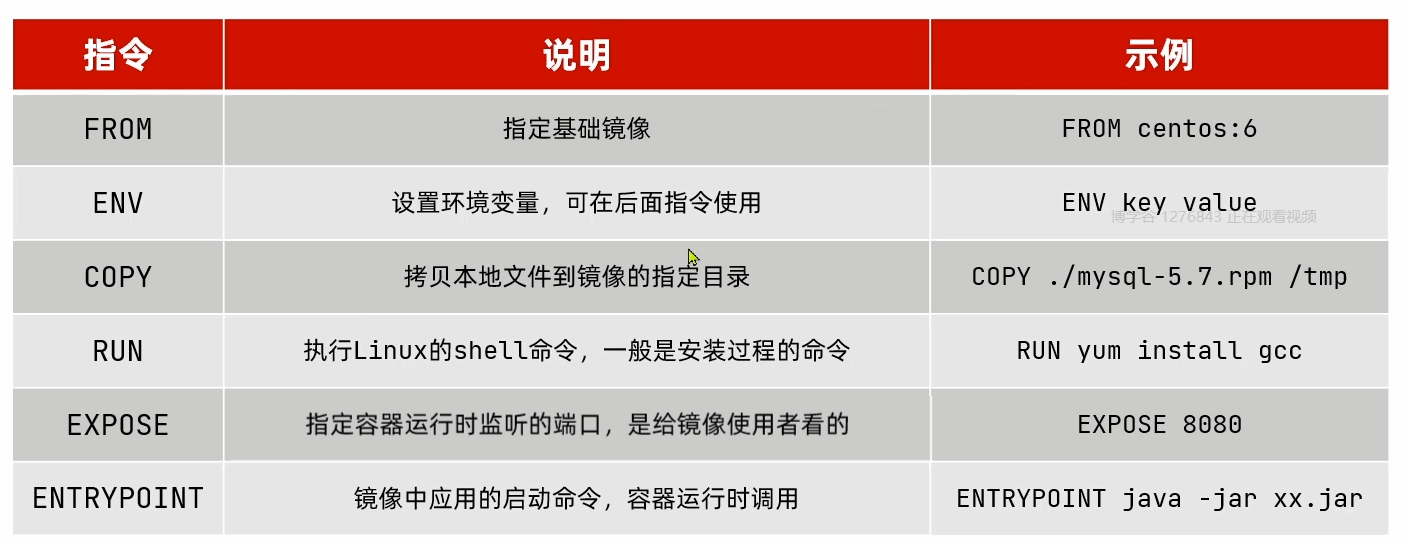 指令 说明 示例
FROM 指定基础镜像 FROM centos:6
ENV 设置环境变量，可在后面指令使用 ENV key value
博学谷 1276843 正在观看视频
COPY 拷贝本地文件到镜像的指定目录 COPY ./mysql-5.7.rpm /tmp
RUN 执行Linux的shell命令，一般是安装过程的命令 RUN yum install gcc
EXPOSE 指定容器运行时监听的端口，是给镜像使用者看的 EXPOSE 8080
ENTRYPOINT 镜像中应用的启动命令，容器运行时调用 ENTRYPOINT java -jar xx.jar